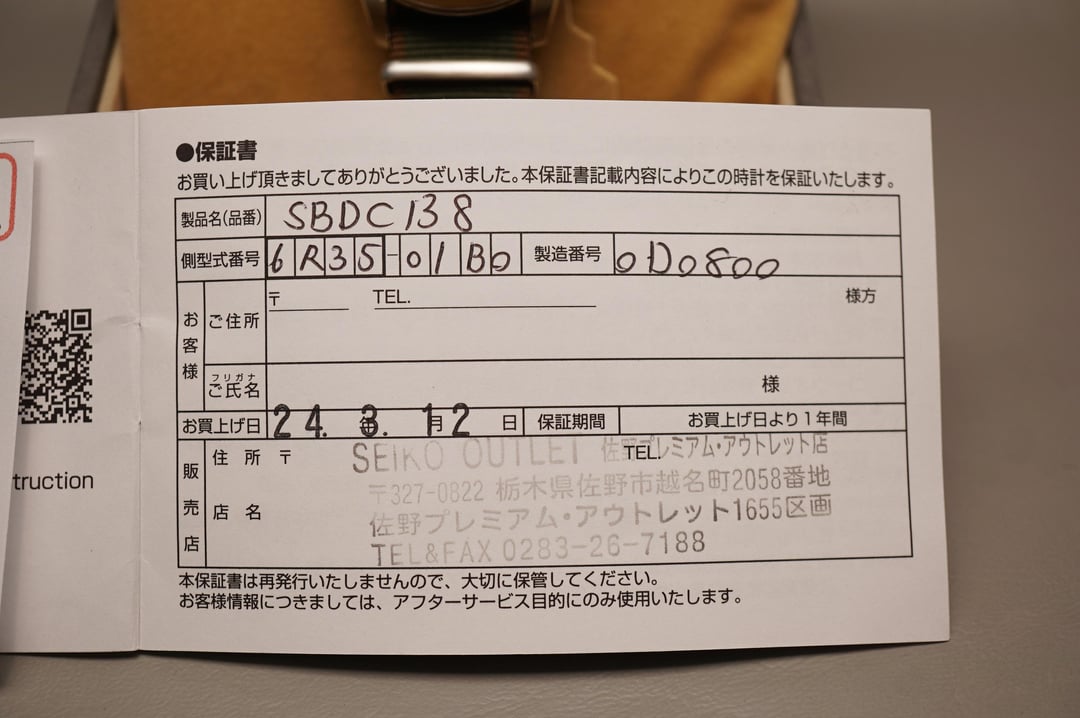 ●保証書
お買い上げ頂きましてありがとうございました。本保証書記載内容によりこの時計を保証いたします。
製品名(品番) SBDC138
側型式番号 6R35-01B0 製造番号 0D0800
お客様 ご住所 〒 TEL. 様方
フリガナ
ご氏名 様
お買上げ日 24. 年 3. 月 12 日 保証期間 お買上げ日より1年間
販売店 住所 〒 TEL.
店名
SEIKO OUTLET 佐野プレミアム・アウトレット店
〒327-0822 栃木県佐野市越名町2058番地
佐野プレミアム・アウトレット1655区画
TEL&FAX 0283-26-7188
本保証書は再発行いたしませんので、大切に保管してください。
お客様情報につきましては、アフターサービス目的にのみ使用いたします。
truction